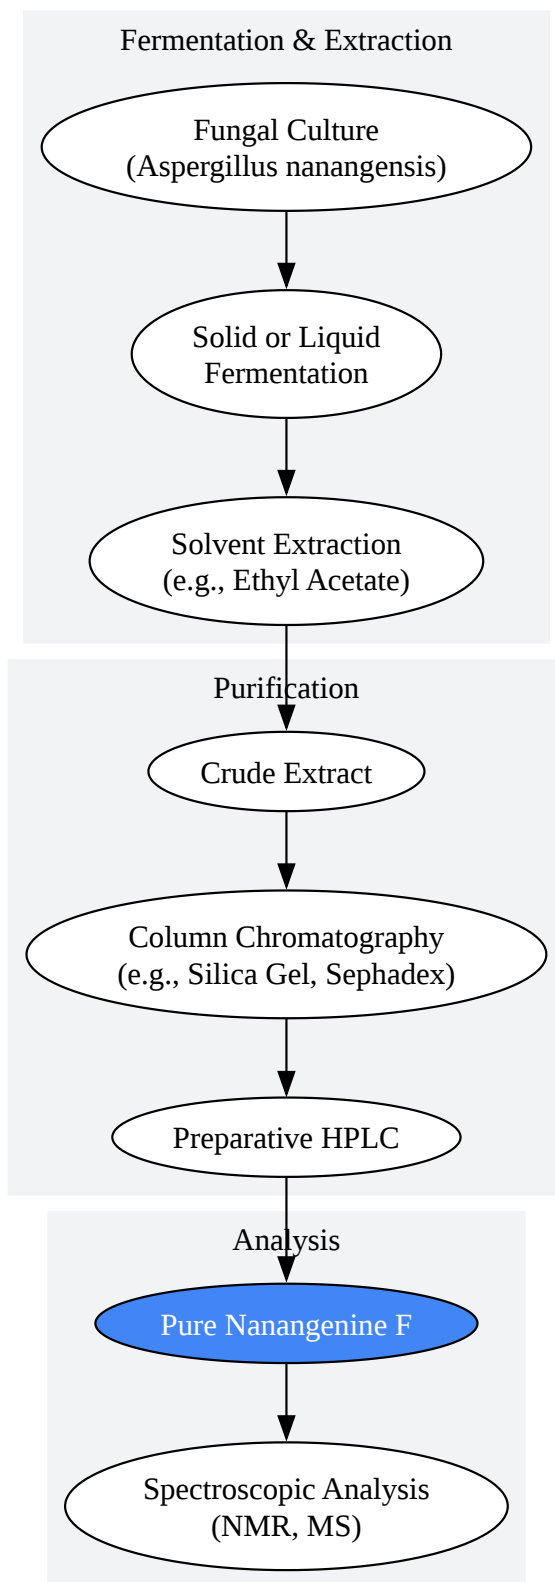 Fermentation & Extraction
Fungal Culture
(Aspergillus nanangensis)
Solid or Liquid
Fermentation
Solvent Extraction
(e.g., Ethyl Acetate)
Purification
Crude Extract
Column Chromatography
(e.g., Silica Gel, Sephadex)
Preparative HPLC
Analysis
Pure Nanangenine F
Spectroscopic Analysis
(NMR, MS)